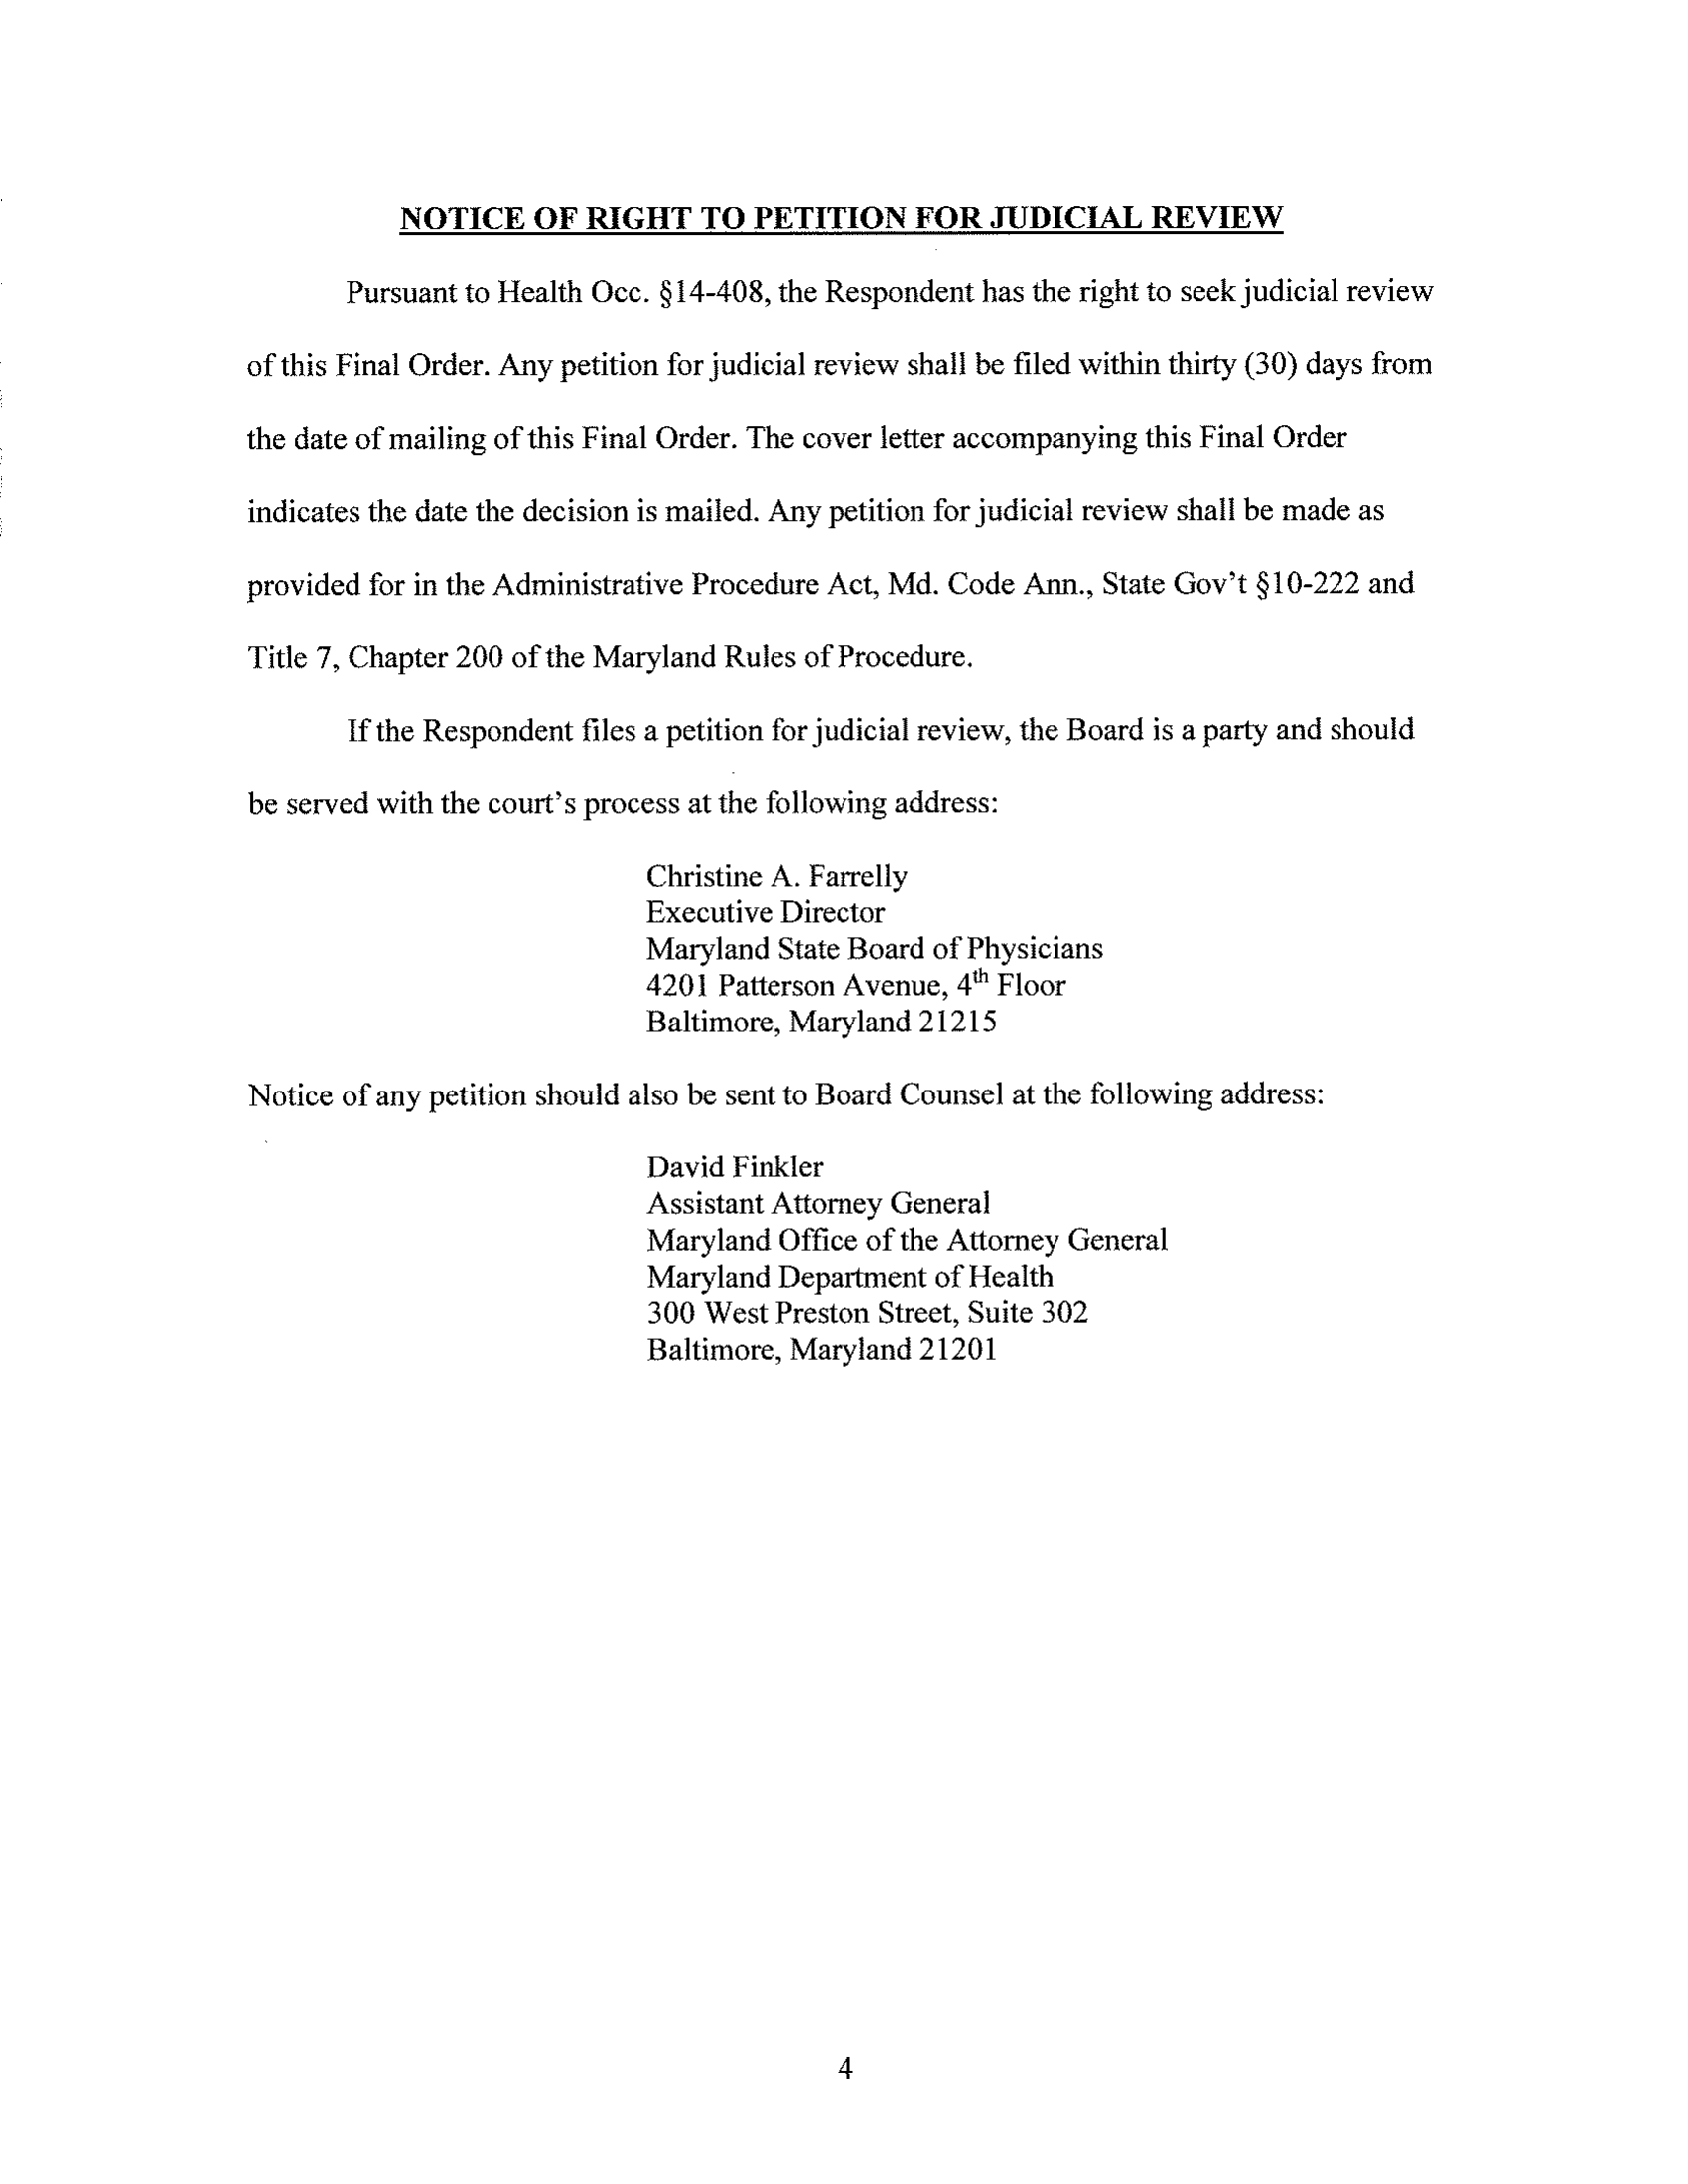 NOTICE OF RIGHT TO PETITION FOR JUDICIAL REVIEW
Pursuant to Health Occ. §14-408, the Respondent has the right to seek judicial review
of this Final Order. Any petition for judicial review shall be filed within thirty (30) days from
the date of mailing of this Final Order. The cover letter accompanying this Final Order
indicates the date the decision is mailed. Any petition for judicial review shall be made as
provided for in the Administrative Procedure Act, Md. Code Ann., State Gov't §10-222 and
Title 7, Chapter 200 of the Maryland Rules of Procedure.
If the Respondent files a petition for judicial review, the Board is a party and should
be served with the court's process at the following address:
Christine A. Farrelly
Executive Director
Maryland State Board of Physicians
4201 Patterson Avenue, 4th Floor
Baltimore, Maryland 21215
Notice of any petition should also be sent to Board Counsel at the following address:
David Finkler
Assistant Attorney General
Maryland Office of the Attorney General
Maryland Department of Health
300 West Preston Street, Suite 302
Baltimore, Maryland 21201
4